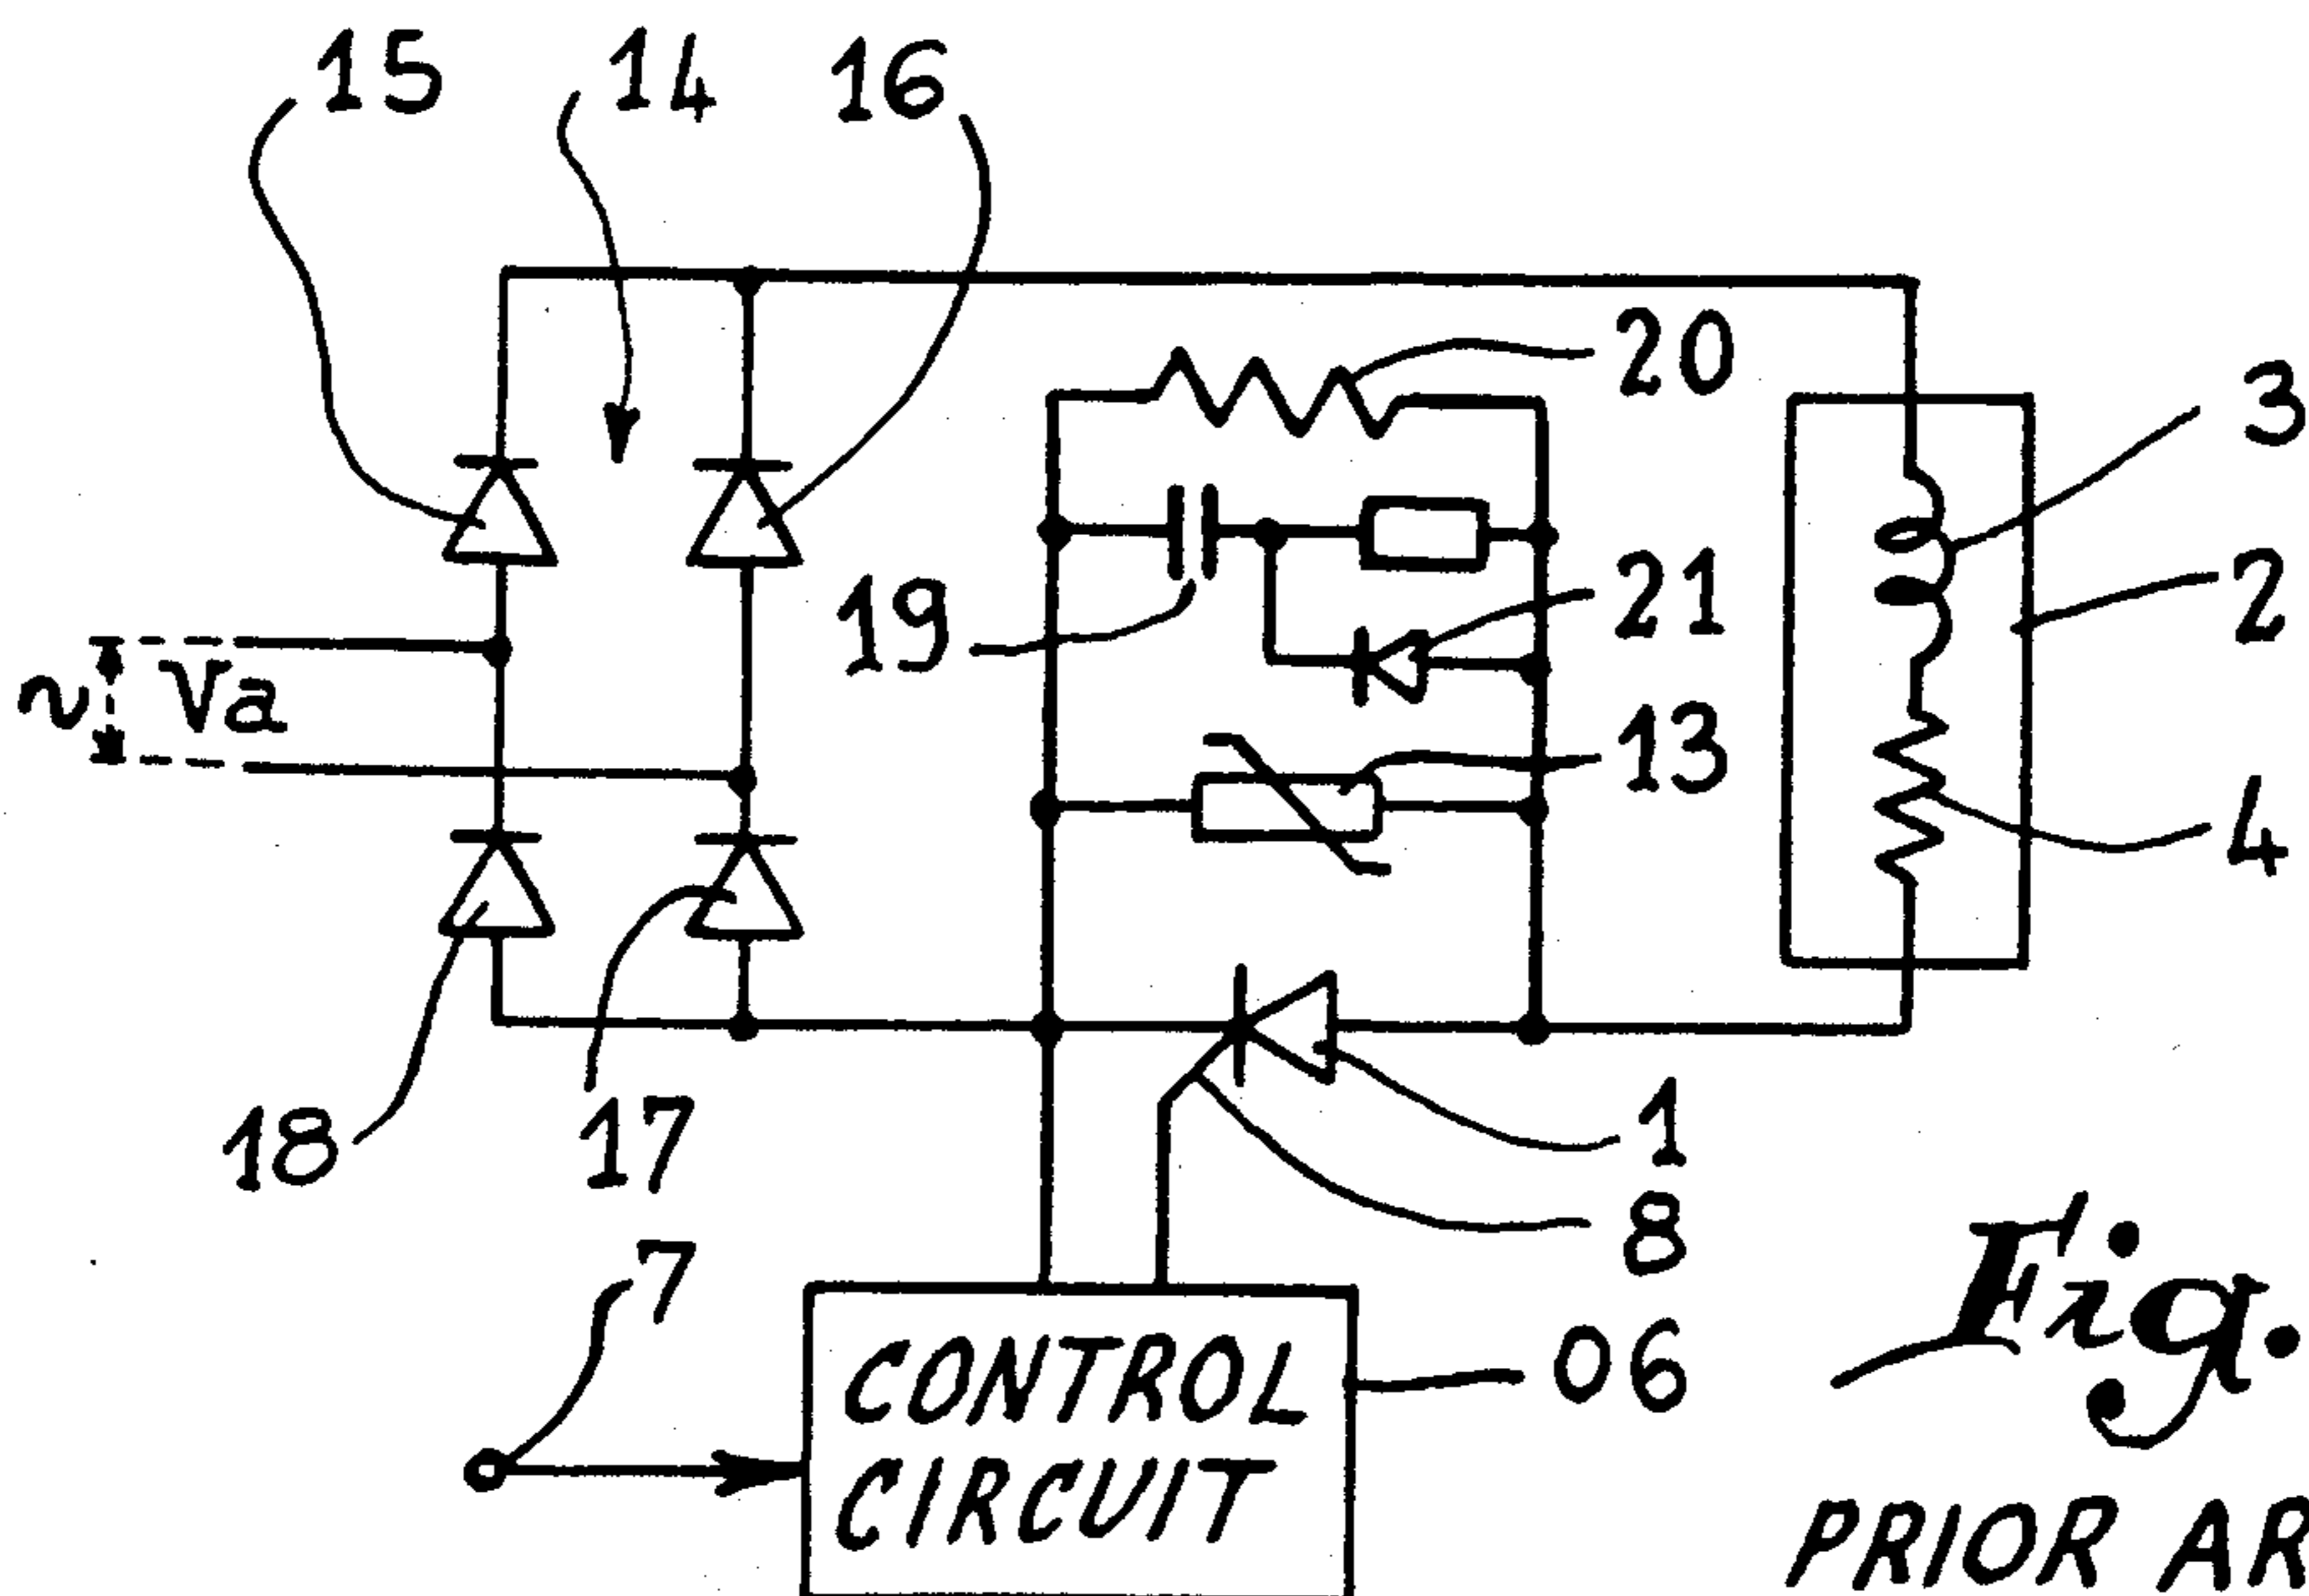 15 14 16
20
3
21
2
19
~ Va
13
4
18 17
1
8
7
06
CONTROL
CIRCUIT
Fig.
PRIOR AR